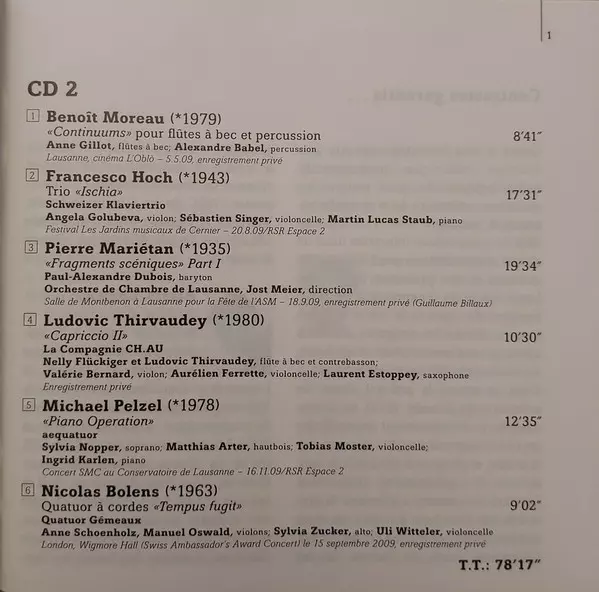 1
CD 2
1 Benoît Moreau (*1979)
«Continuums» pour flûtes à bec et percussion 8'41"
Anne Gillot, flûtes à bec; Alexandre Babel, percussion
Lausanne, cinéma L'Oblò – 5.5.09, enregistrement privé
2 Francesco Hoch (*1943)
Trio «Ischia» 17'31"
Schweizer Klaviertrio
Angela Golubeva, violon; Sébastien Singer, violoncelle; Martin Lucas Staub, piano
Festival Les Jardins musicaux de Cernier – 20.8.09/RSR Espace 2
3 Pierre Mariétan (*1935)
«Fragments scéniques» Part I 19'34"
Paul-Alexandre Dubois, baryton
Orchestre de Chambre de Lausanne, Jost Meier, direction
Salle de Montbenon à Lausanne pour la Fête de l'ASM – 18.9.09, enregistrement privé (Guillaume Billaux)
4 Ludovic Thirvaudey (*1980)
«Capriccio II» 10'30"
La Compagnie CH.AU
Nelly Flückiger et Ludovic Thirvaudey, flûte à bec et contrebasson;
Valérie Bernard, violon; Aurélien Ferrette, violoncelle; Laurent Estoppey, saxophone
Enregistrement privé
5 Michael Pelzel (*1978)
«Piano Operation» 12'35"
aequatuor
Sylvia Nopper, soprano; Matthias Arter, hautbois; Tobias Moster, violoncelle;
Ingrid Karlen, piano
Concert SMC au Conservatoire de Lausanne – 16.11.09/RSR Espace 2
6 Nicolas Bolens (*1963)
Quatuor à cordes «Tempus fugit» 9'02"
Quatuor Gémeaux
Anne Schoenholz, Manuel Oswald, violons; Sylvia Zucker, alto; Uli Witteler, violoncelle
London, Wigmore Hall (Swiss Ambassador's Award Concert) le 15 septembre 2009, enregistrement privé
T.T.: 78'17"